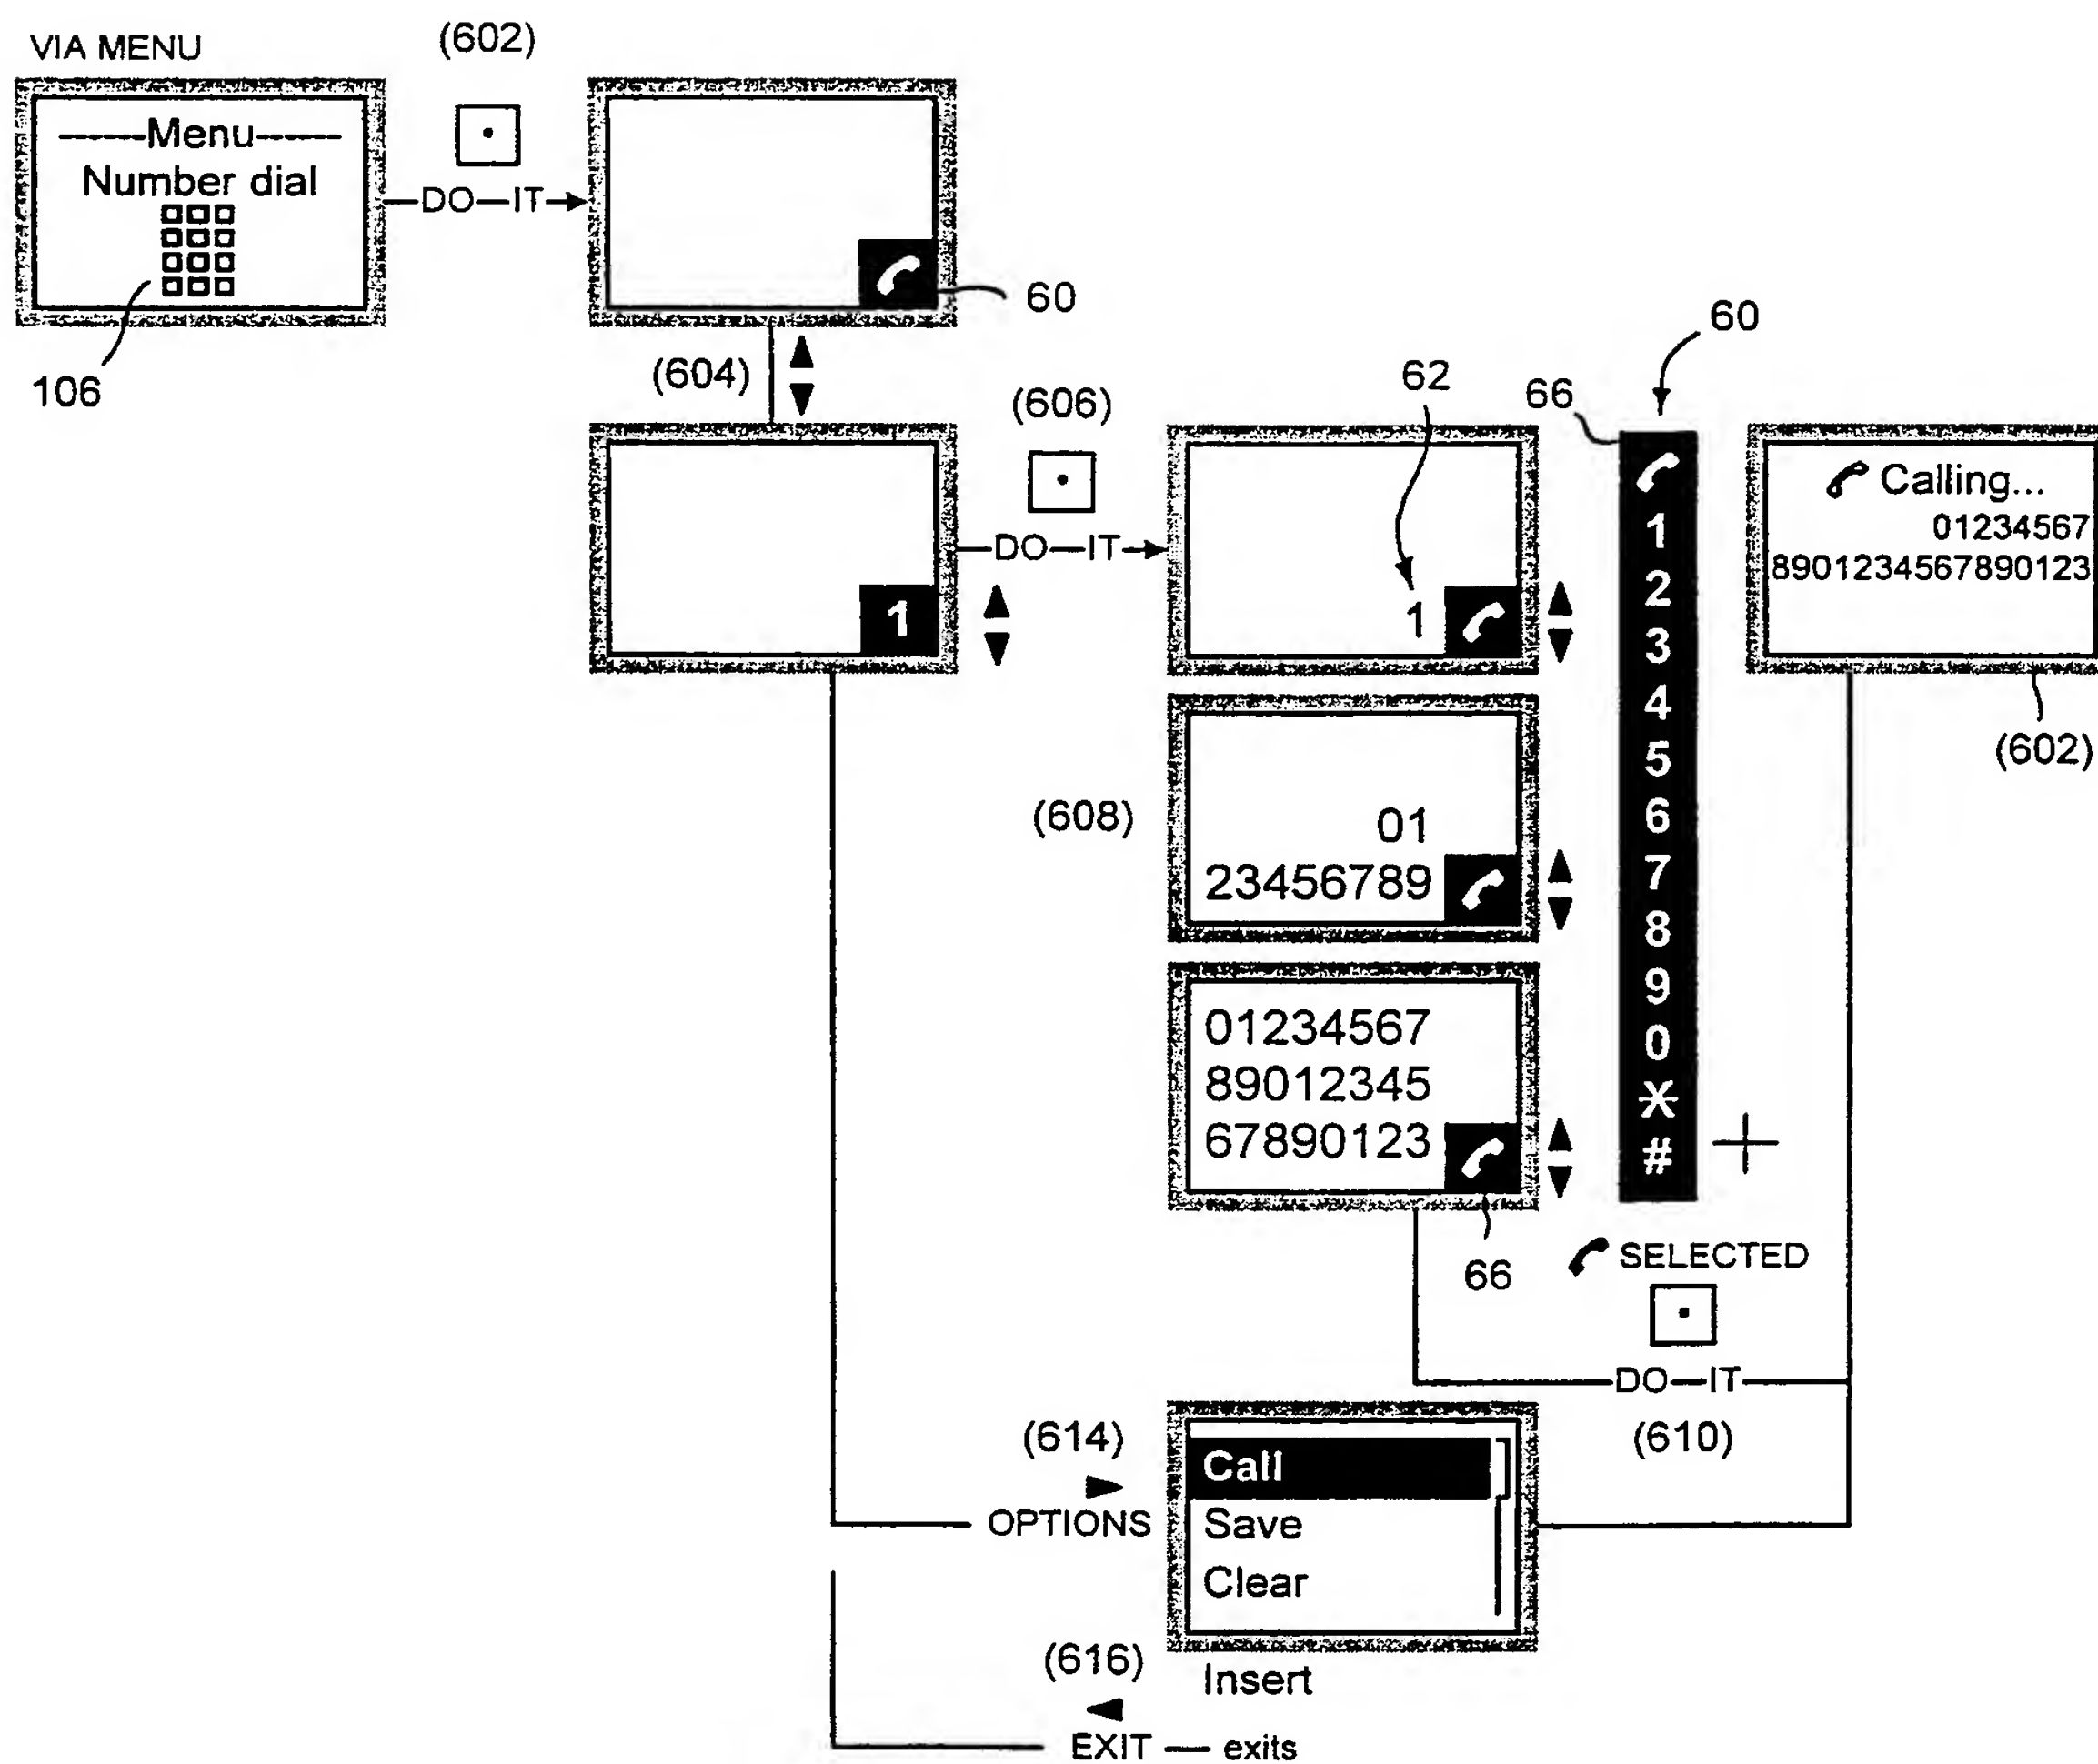 VIA MENU
(602)
------Menu------
Number dial
DO—IT
106
60
(604)
1
(606)
DO—IT
62
1
66
60
1
2
3
4
5
6
7
8
9
0
*
#
+
Calling...
01234567
8901234567890123
(602)
(608)
01
23456789
01234567
89012345
67890123
66
SELECTED
DO—IT
(610)
(614)
OPTIONS
Call
Save
Clear
Insert
(616)
EXIT — exits